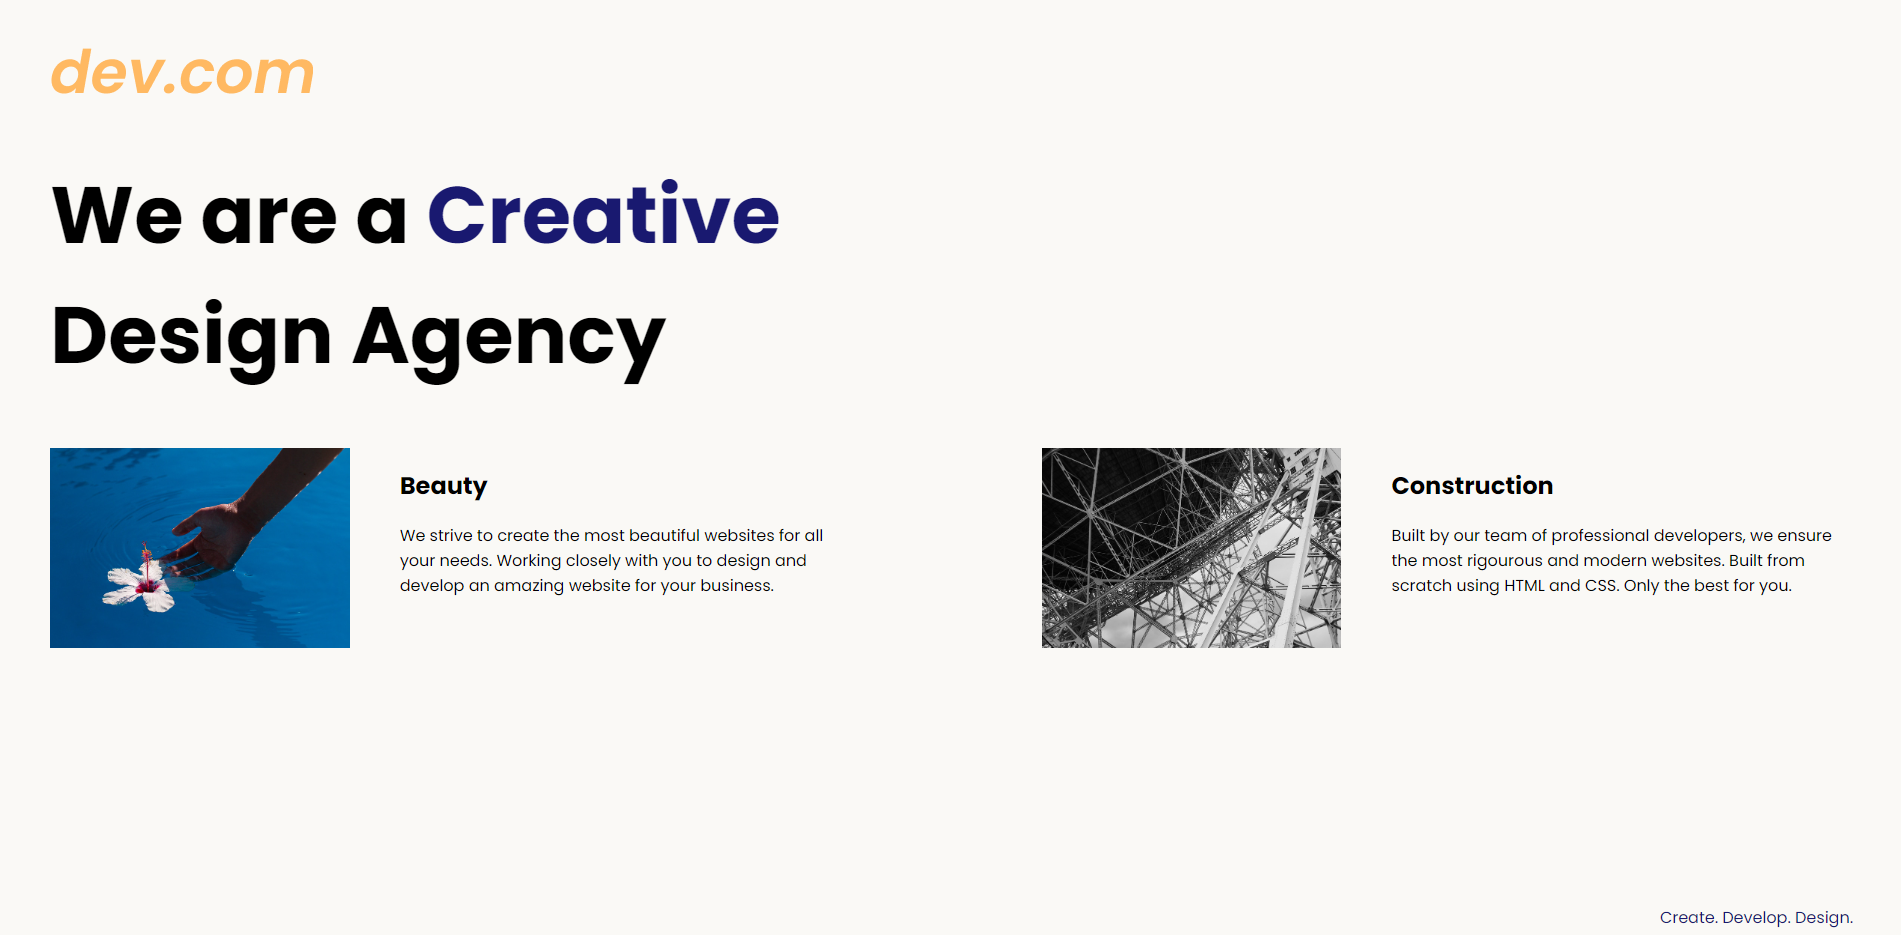 dev.com
We are a Creative
Design Agency
Beauty
We strive to create the most beautiful websites for all
your needs. Working closely with you to design and
develop an amazing website for your business.
Construction
Built by our team of professional developers, we ensure
the most rigourous and modern websites. Built from
scratch using HTML and CSS. Only the best for you.
Create. Develop. Design.